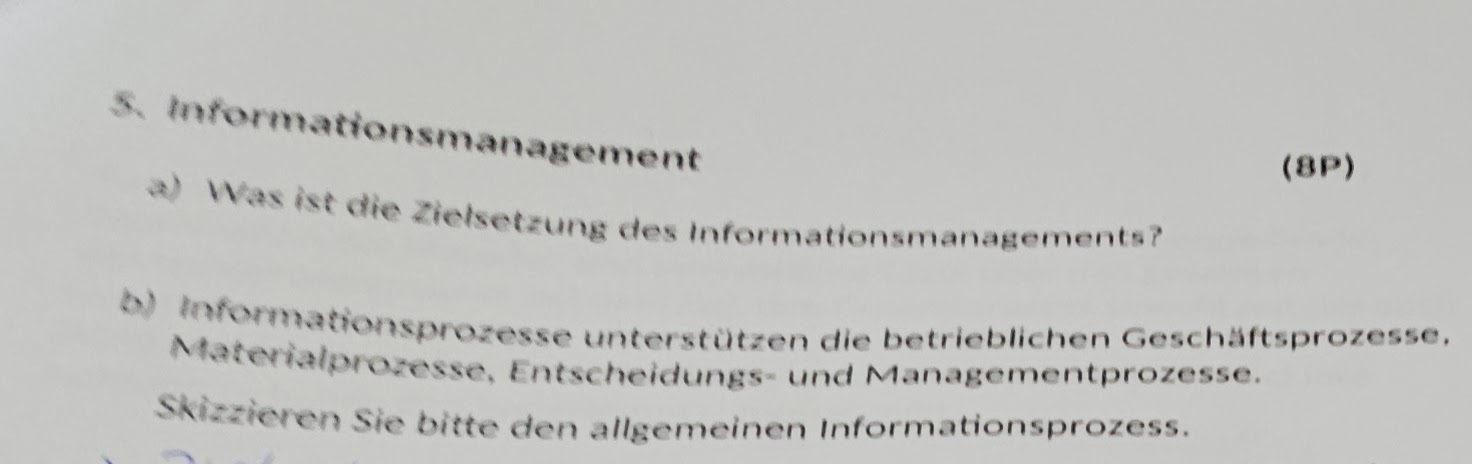 5. Informationsmanagement
(8P)
a) Was ist die Zielsetzung des Informationsmanagements?
b) Informationsprozesse unterstützen die betrieblichen Geschäftsprozesse,
Materialprozesse, Entscheidungs- und Managementprozesse.
Skizzieren Sie bitte den allgemeinen Informationsprozess.